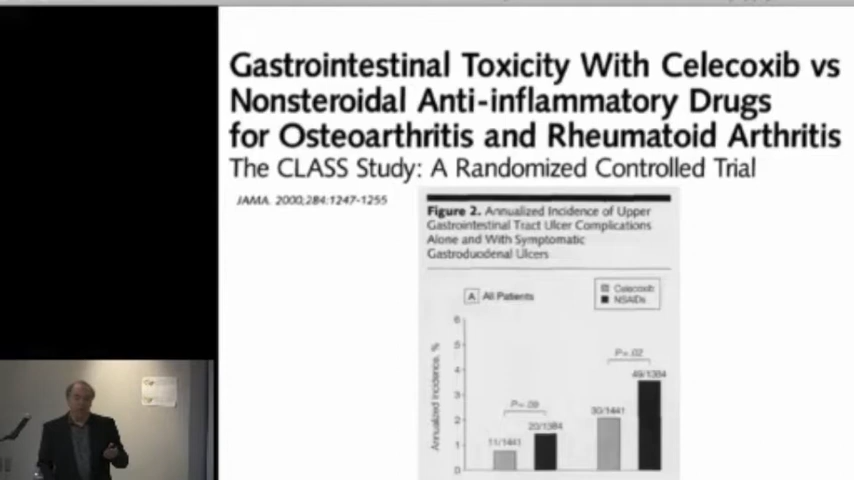 Gastrointestinal Toxicity With Celecoxib vs
Nonsteroidal Anti-inflammatory Drugs
for Osteoarthritis and Rheumatoid Arthritis
The CLASS Study: A Randomized Controlled Trial
JAMA. 2000;284:1247-1255
Figure 2. Annualized Incidence of Upper
Gastrointestinal Tract Ulcer Complications
Alone and With Symptomatic
Gastroduodenal Ulcers
A All Patients
Celecoxib
NSAIDs
Annualized Incidence, %
6
5
4
3
2
1
0
P=.09
11/1441
20/1384
P=.02
30/1441
49/1384